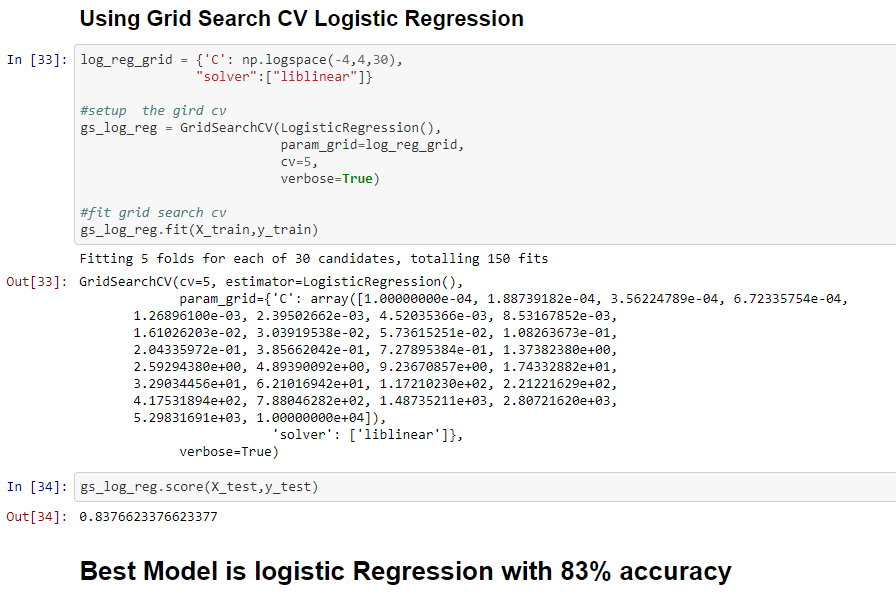 Using Grid Search CV Logistic Regression
In [33]: log_reg_grid = {'C': np.logspace(-4,4,30),
"solver":["liblinear"]}
#setup  the gird cv
gs_log_reg = GridSearchCV(LogisticRegression(),
param_grid=log_reg_grid,
cv=5,
verbose=True)
#fit grid search cv
gs_log_reg.fit(X_train,y_train)
Fitting 5 folds for each of 30 candidates, totalling 150 fits
Out[33]: GridSearchCV(cv=5, estimator=LogisticRegression(),
param_grid={'C': array([1.00000000e-04, 1.88739182e-04, 3.56224789e-04, 6.72335754e-04,
1.26896100e-03, 2.39502662e-03, 4.52035366e-03, 8.53167852e-03,
1.61026203e-02, 3.03919538e-02, 5.73615251e-02, 1.08263673e-01,
2.04335972e-01, 3.85662042e-01, 7.27895384e-01, 1.37382380e+00,
2.59294380e+00, 4.89390092e+00, 9.23670857e+00, 1.74332882e+01,
3.29034456e+01, 6.21016942e+01, 1.17210230e+02, 2.21221629e+02,
4.17531894e+02, 7.88046282e+02, 1.48735211e+03, 2.80721620e+03,
5.29831691e+03, 1.00000000e+04]),
'solver': ['liblinear']},
verbose=True)
In [34]: gs_log_reg.score(X_test,y_test)
Out[34]: 0.8376623376623377
Best Model is logistic Regression with 83% accuracy